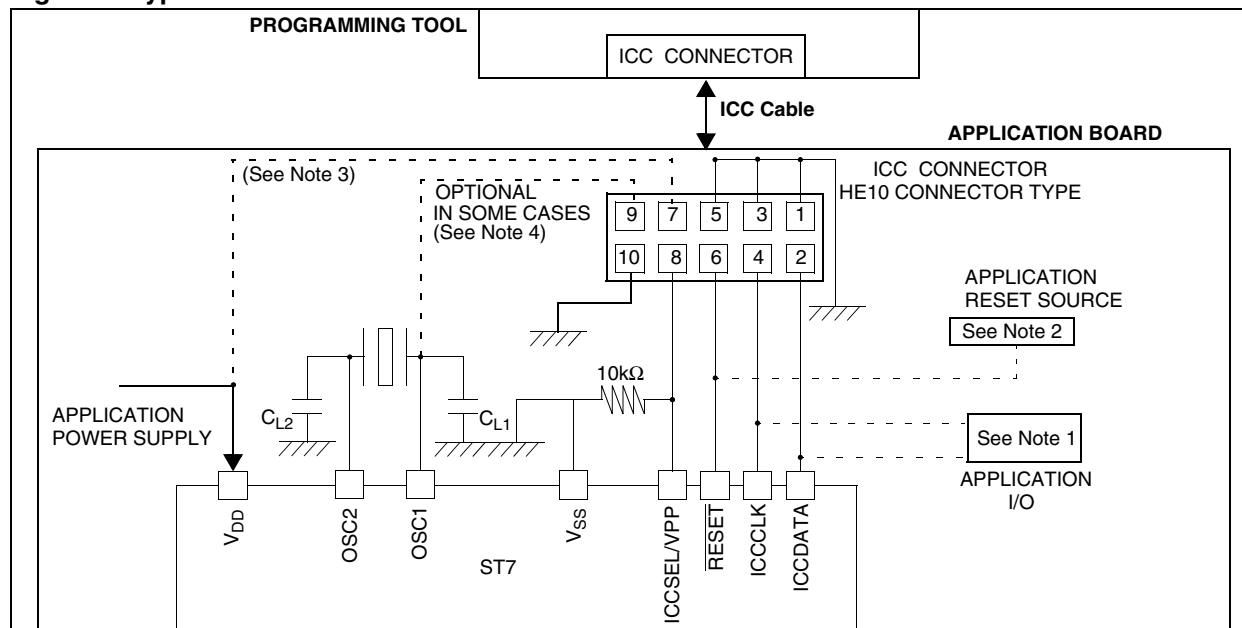 PROGRAMMING TOOL
ICC CONNECTOR
ICC Cable
APPLICATION BOARD
(See Note 3)
OPTIONAL
IN SOME CASES
(See Note 4)
ICC CONNECTOR
HE10 CONNECTOR TYPE
9 7 5 3 1
10 8 6 4 2
APPLICATION
RESET SOURCE
See Note 2
10kΩ
APPLICATION
POWER SUPPLY
CL2
CL1
See Note 1
APPLICATION
I/O
VDD
OSC2
OSC1
VSS
ICCSEL/VPP
RESET
ICCCLK
ICCDATA
ST7